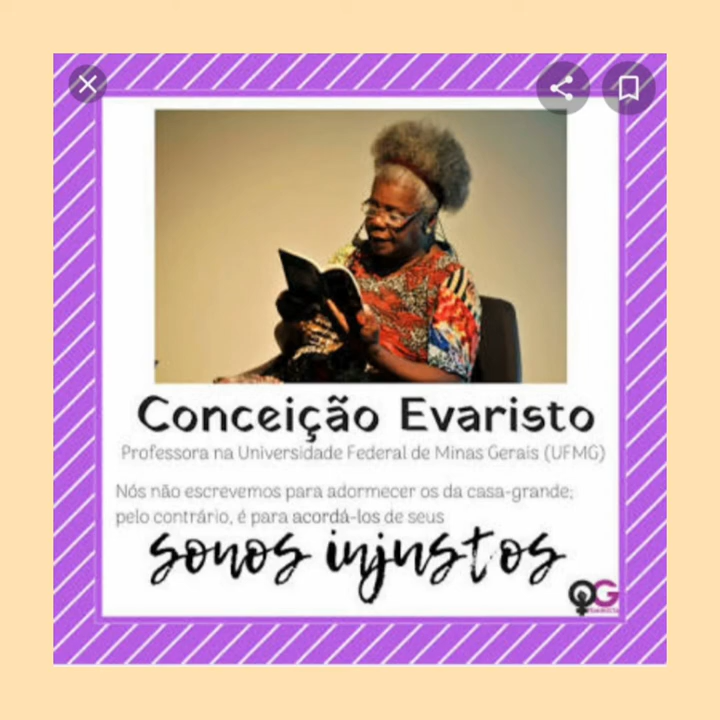 Conceição Evaristo
Professora na Universidade Federal de Minas Gerais (UFMG)
Nós não escrevemos para adormecer os da casa-grande;
pelo contrário, é para acordá-los de seus
sonos injustos
QG